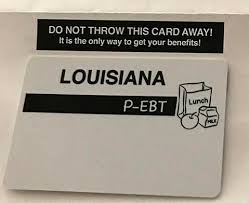 DO NOT THROW THIS CARD AWAY!
It is the only way to get your benefits!
LOUISIANA
P-EBT
Lunch
MILK